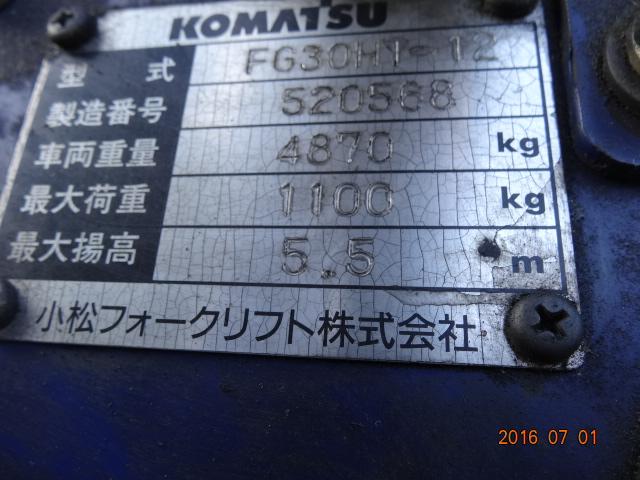 KOMATSU
型 式 FG30HT-12
製造番号 520568
車両重量 4870 kg
最大荷重 1100 kg
最大揚高 5.5 m
小松フォークリフト株式会社
2016 07 01